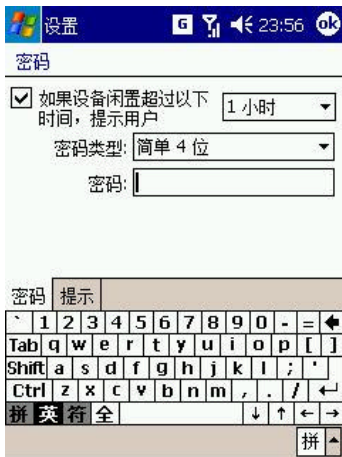 设置 G 23:56 ok
密码
如果设备闲置超过以下 1 小时
时间，提示用户
密码类型: 简单 4 位
密码:
密码 提示
` 1 2 3 4 5 6 7 8 9 0 - =
Tab q w e r t y u i o p [ ]
Shift a s d f g h j k l ; '
Ctrl z x c v b n m , . /
拼 英 符 全
拼